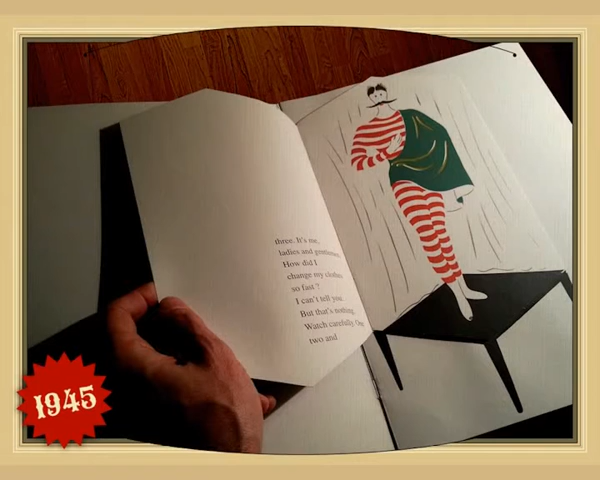 three. It's me,
ladies and gentlemen.
How did I
change my clothes
so fast ?
I can't tell you.
But that's nothing.
Watch carefully. One
two and
1945